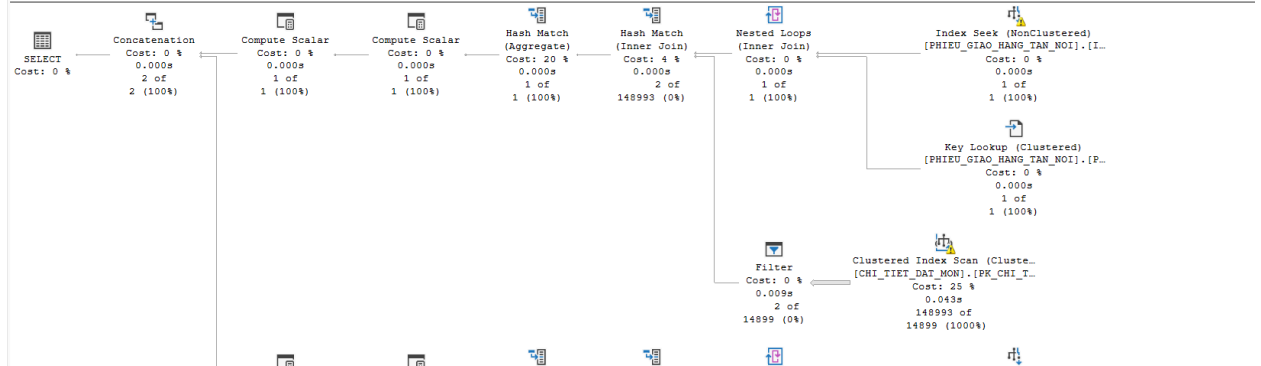 SELECT
Cost: 0 %
Concatenation
Cost: 0 %
0.000s
2 of
2 (100%)
Compute Scalar
Cost: 0 %
0.000s
1 of
1 (100%)
Compute Scalar
Cost: 0 %
0.000s
1 of
1 (100%)
Hash Match
(Aggregate)
Cost: 20 %
0.000s
1 of
1 (100%)
Hash Match
(Inner Join)
Cost: 4 %
0.000s
2 of
148993 (0%)
Nested Loops
(Inner Join)
Cost: 0 %
0.000s
1 of
1 (100%)
Index Seek (NonClustered)
[PHIEU_GIAO_HANG_TAN_NOI].[I…
Cost: 0 %
0.000s
1 of
1 (100%)
Key Lookup (Clustered)
[PHIEU_GIAO_HANG_TAN_NOI].[P…
Cost: 0 %
0.000s
1 of
1 (100%)
Filter
Cost: 0 %
0.009s
2 of
14899 (0%)
Clustered Index Scan (Cluste…
[CHI_TIET_DAT_MON].[PK_CHI_T…
Cost: 25 %
0.043s
148993 of
14899 (1000%)